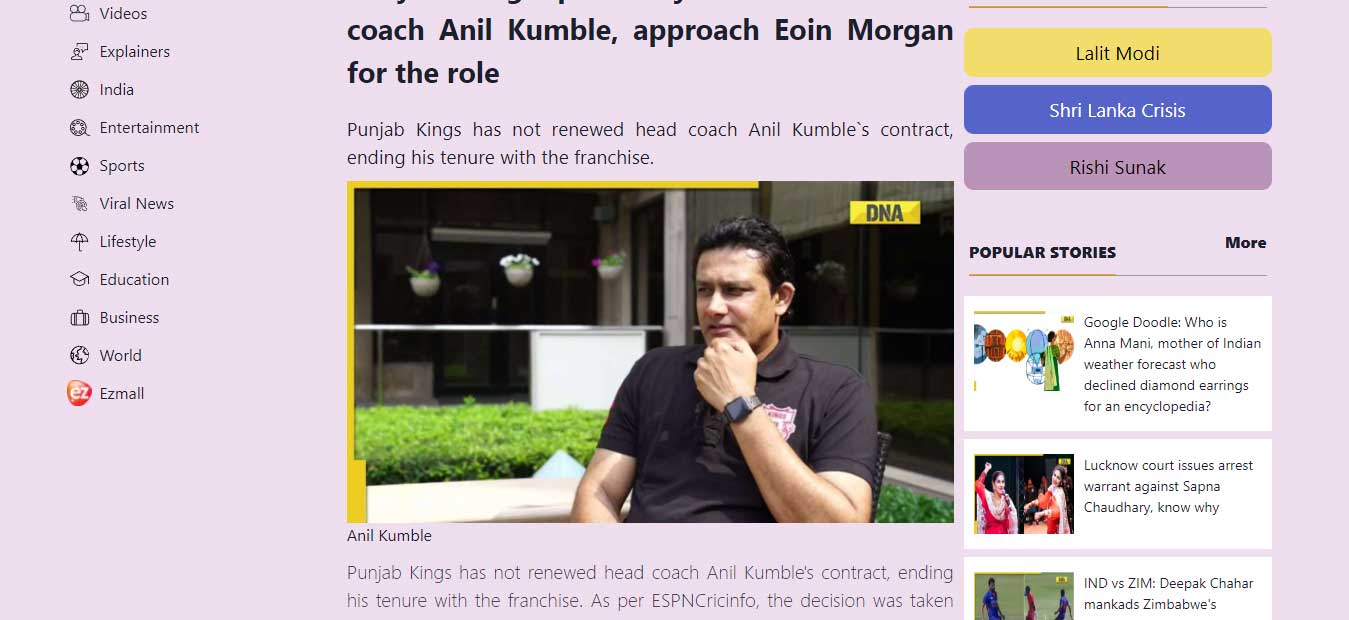 Videos
Explainers
India
Entertainment
Sports
Viral News
Lifestyle
Education
Business
World
ez
Ezmall
coach Anil Kumble, approach Eoin Morgan
for the role
Punjab Kings has not renewed head coach Anil Kumble`s contract,
ending his tenure with the franchise.
DNA
KINGS
Anil Kumble
Punjab Kings has not renewed head coach Anil Kumble's contract, ending
his tenure with the franchise. As per ESPNCricinfo, the decision was taken
Lalit Modi
Shri Lanka Crisis
Rishi Sunak
POPULAR STORIES
More
Google Doodle: Who is
Anna Mani, mother of Indian
weather forecast who
declined diamond earrings
for an encyclopedia?
Lucknow court issues arrest
warrant against Sapna
Chaudhary, know why
IND vs ZIM: Deepak Chahar
mankads Zimbabwe's